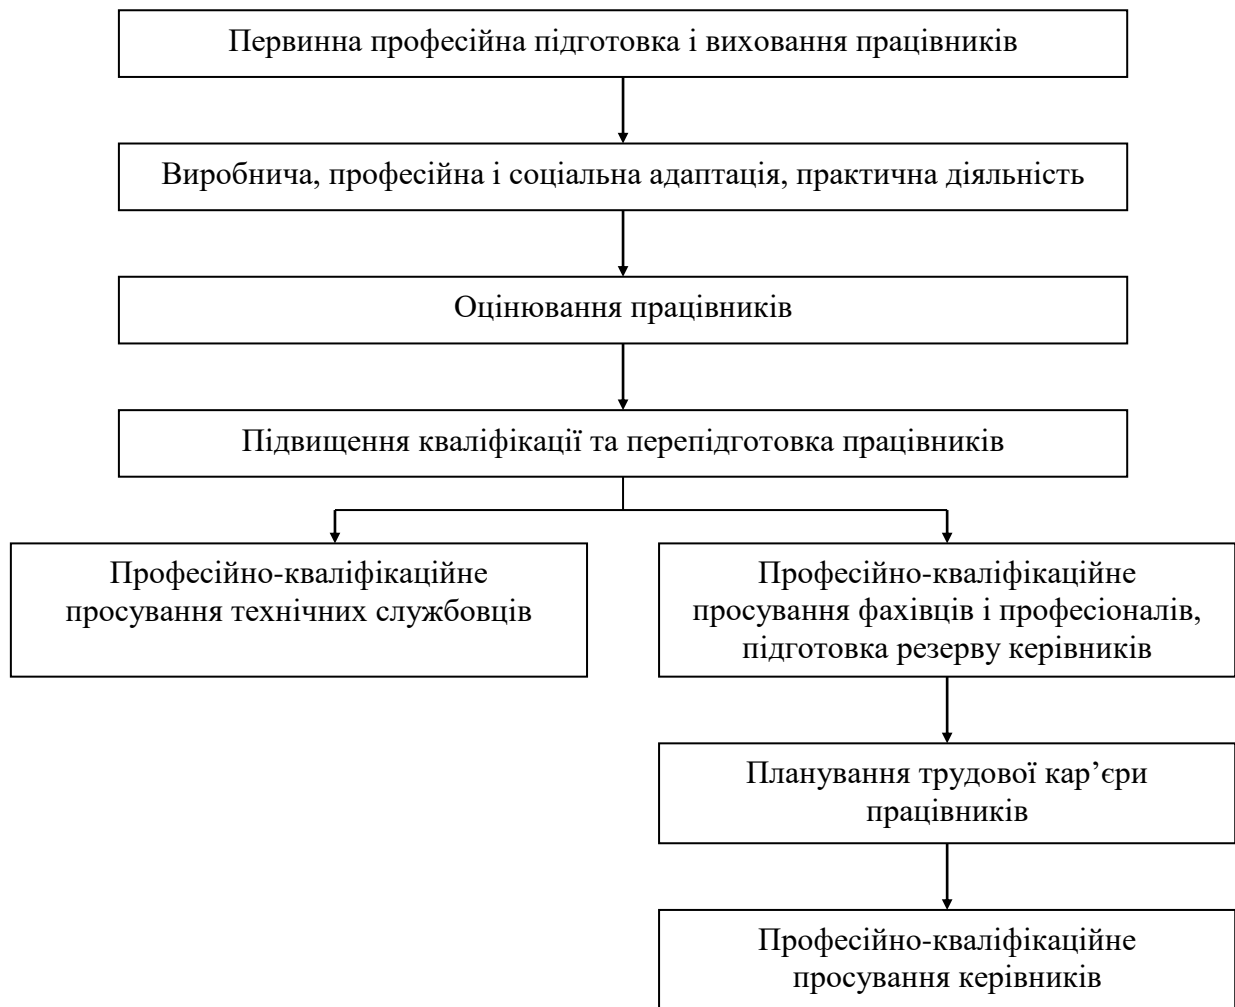 Первинна професійна підготовка і виховання працівників
Виробнича, професійна і соціальна адаптація, практична діяльність
Оцінювання працівників
Підвищення кваліфікації та перепідготовка працівників
Професійно-кваліфікаційне
просування технічних службовців
Професійно-кваліфікаційне
просування фахівців і професіоналів,
підготовка резерву керівників
Планування трудової кар’єри
працівників
Професійно-кваліфікаційне
просування керівників